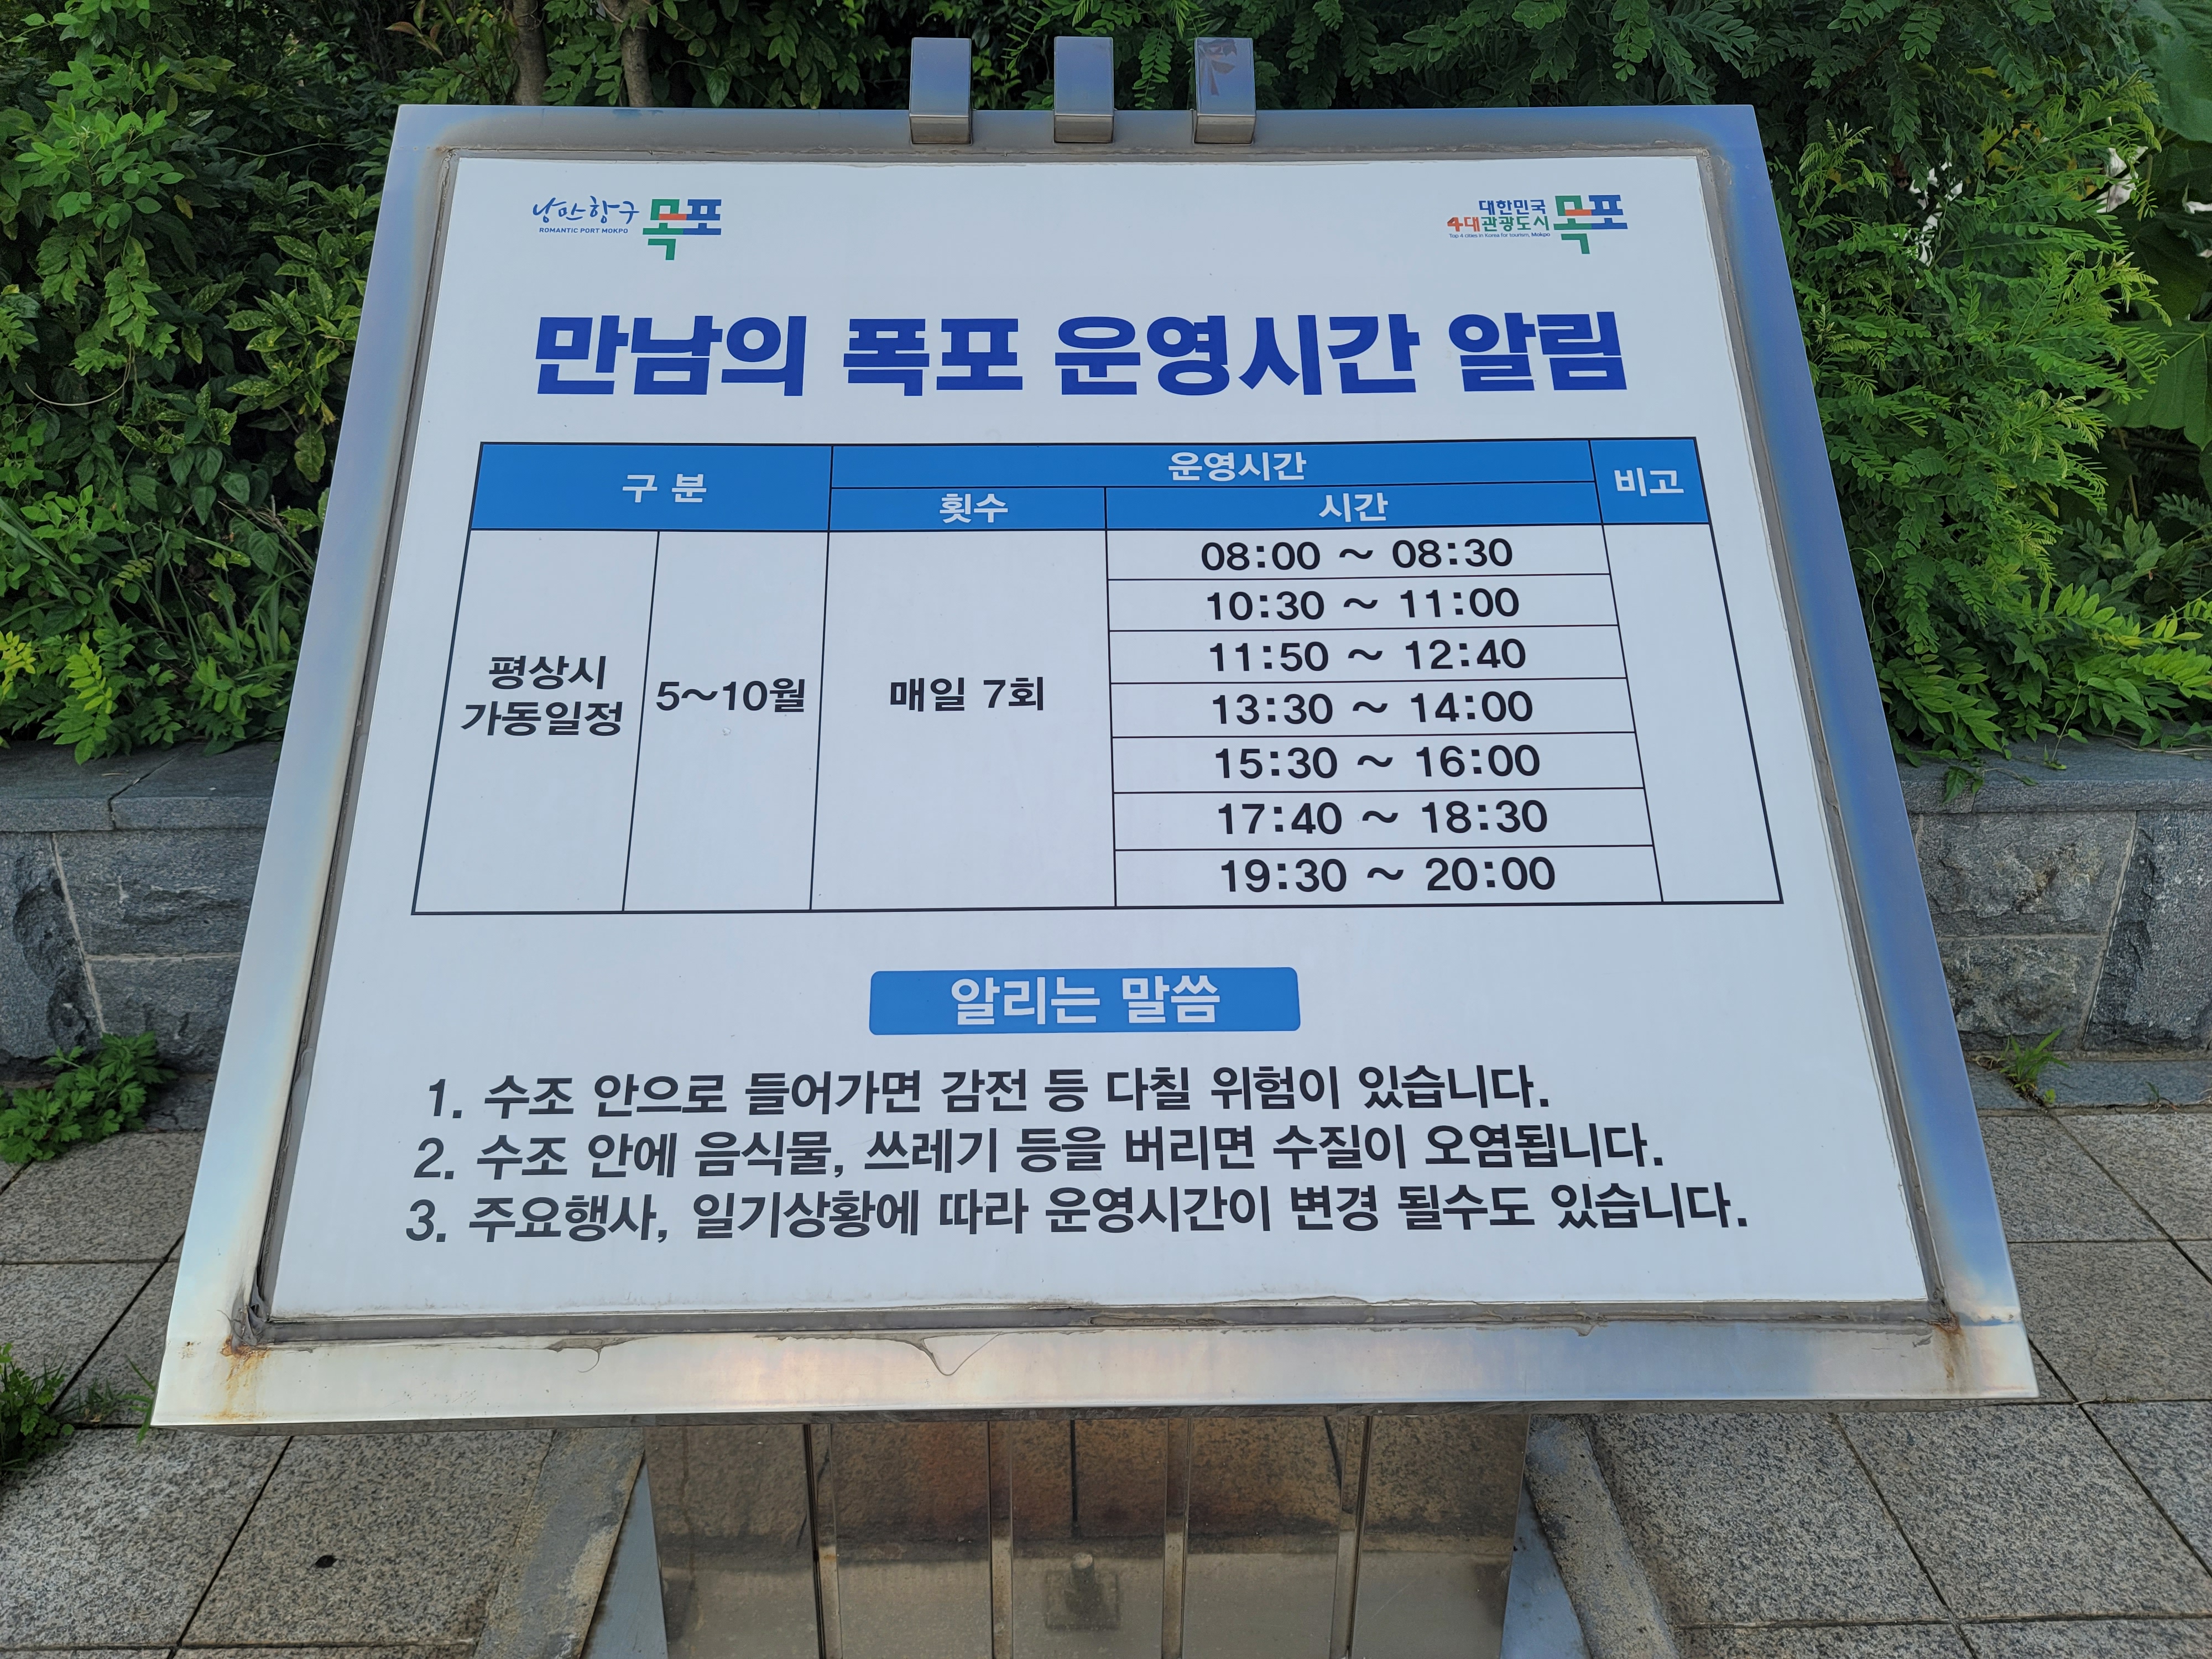 낭만항구 목포
ROMANTIC PORT MOKPO
대한민국
4대관광도시 목포
Top 4 cities in Korea for tourism, Mokpo
만남의 폭포 운영시간 알림
구 분
운영시간
비고
횟수
시간
평상시
가동일정
5~10월
매일 7회
08:00 ~ 08:30
10:30 ~ 11:00
11:50 ~ 12:40
13:30 ~ 14:00
15:30 ~ 16:00
17:40 ~ 18:30
19:30 ~ 20:00
알리는 말씀
1. 수조 안으로 들어가면 감전 등 다칠 위험이 있습니다.
2. 수조 안에 음식물, 쓰레기 등을 버리면 수질이 오염됩니다.
3. 주요행사, 일기상황에 따라 운영시간이 변경 될수도 있습니다.